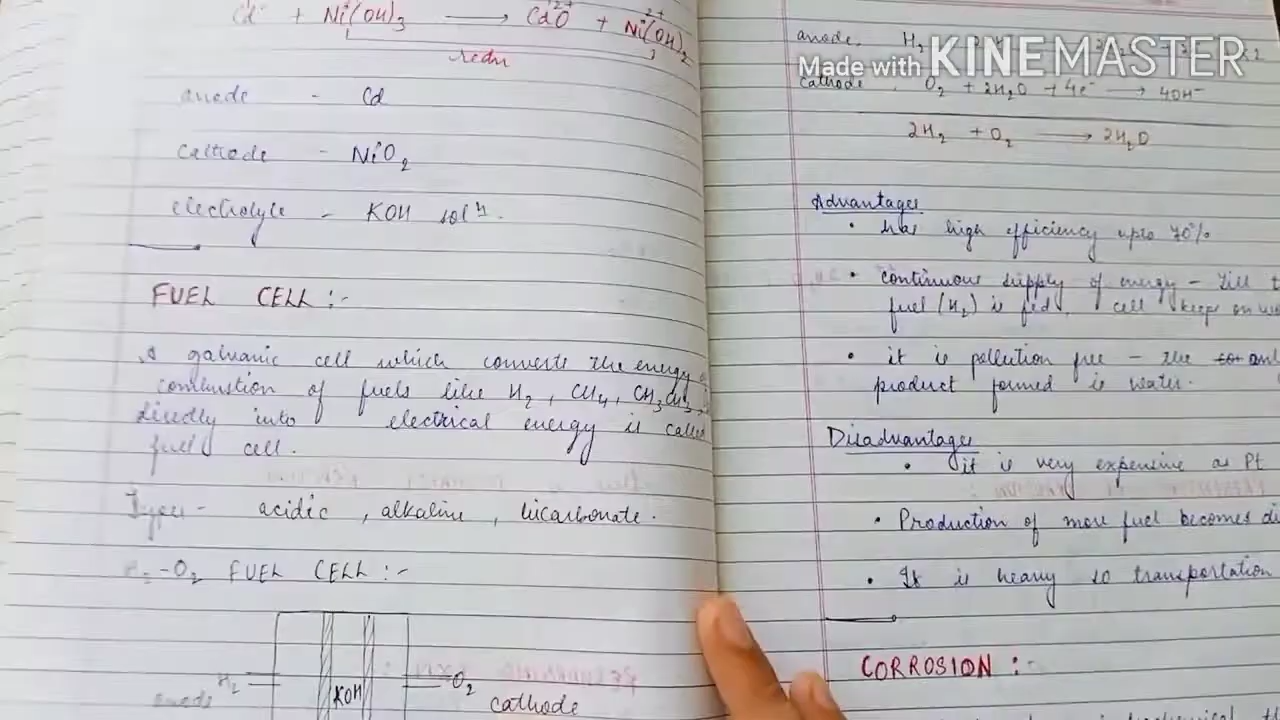 Cd + Ni(OH)3 → CdO + Ni(OH)2
redn
anode - Cd
cathode - NiO2
electrolyte - KOH solⁿ.
FUEL CELL :-
A galvanic cell which converts the energy
combustion of fuels like H2, CH4, CH3CH3,
directly into electrical energy is called
fuel cell.
Types - acidic, alkaline, bicarbonate.
H2-O2 FUEL CELL :-
H2
KOH
O2
anode
cathode
anode. H2
Made with KINEMASTER
cathode. O2 + 2H2O + 4e⁻ → 4OH⁻
2H2 + O2 → 2H2O
Advantages
• has high efficiency upto 70%
• continuous supply of energy - till
fuel (H2) is fed, cell keeps on
• it is pollution free - the
product formed is water.
Disadvantages
• it is very expensive as Pt
• Production of more fuel becomes
• It is heavy so transportation
CORROSION :-